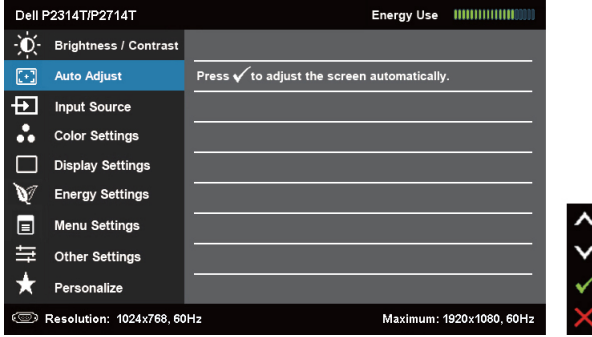 Dell P2314T/P2714T Energy Use
Brightness / Contrast
Auto Adjust Press ✓ to adjust the screen automatically.
Input Source
Color Settings
Display Settings
Energy Settings
Menu Settings
Other Settings
Personalize
Resolution: 1024x768, 60Hz Maximum: 1920x1080, 60Hz